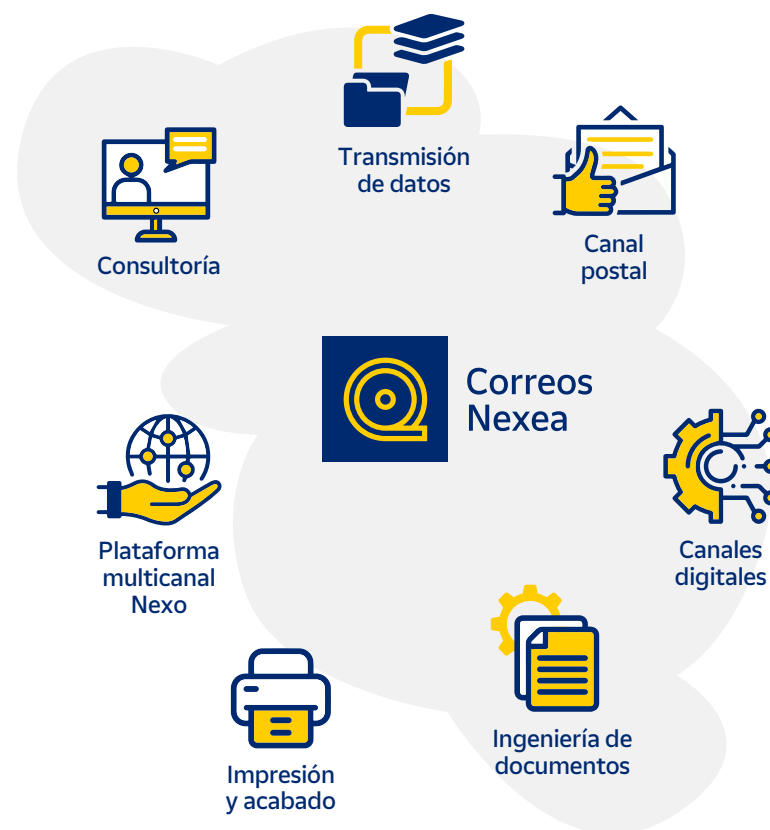 Transmisión
de datos
Canal
postal
Consultoría
Correos
Nexea
Plataforma
multicanal
Nexo
Canales
digitales
Ingeniería de
documentos
Impresión
y acabado